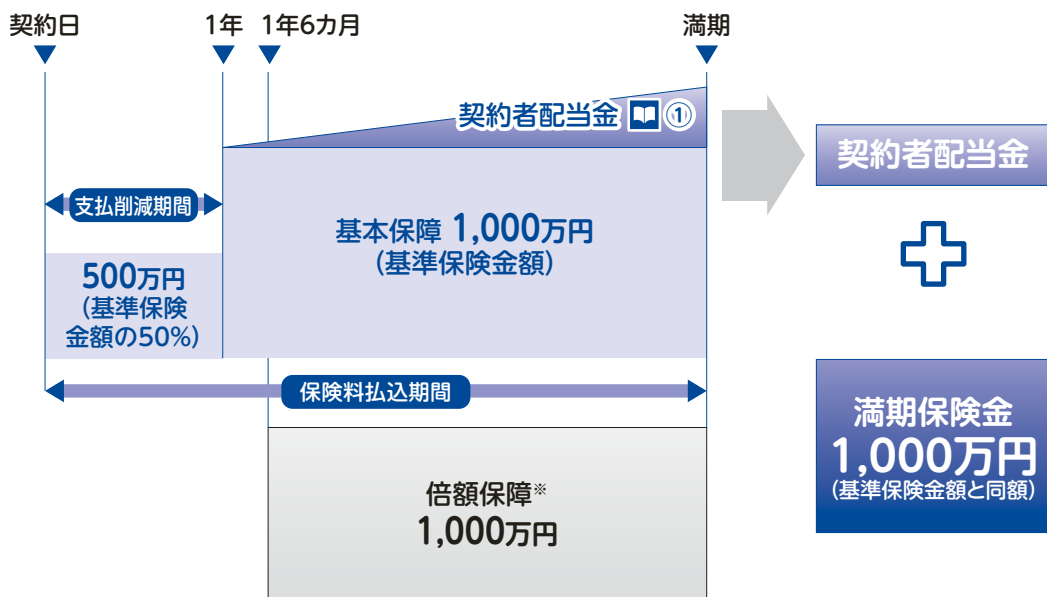 契約日
1年
1年6カ月
満期
契約者配当金 ①
支払削減期間
500万円
(基準保険
金額の50%)
基本保障 1,000万円
(基準保険金額)
保険料払込期間
倍額保障※
1,000万円
契約者配当金
満期保険金
1,000万円
(基準保険金額と同額)